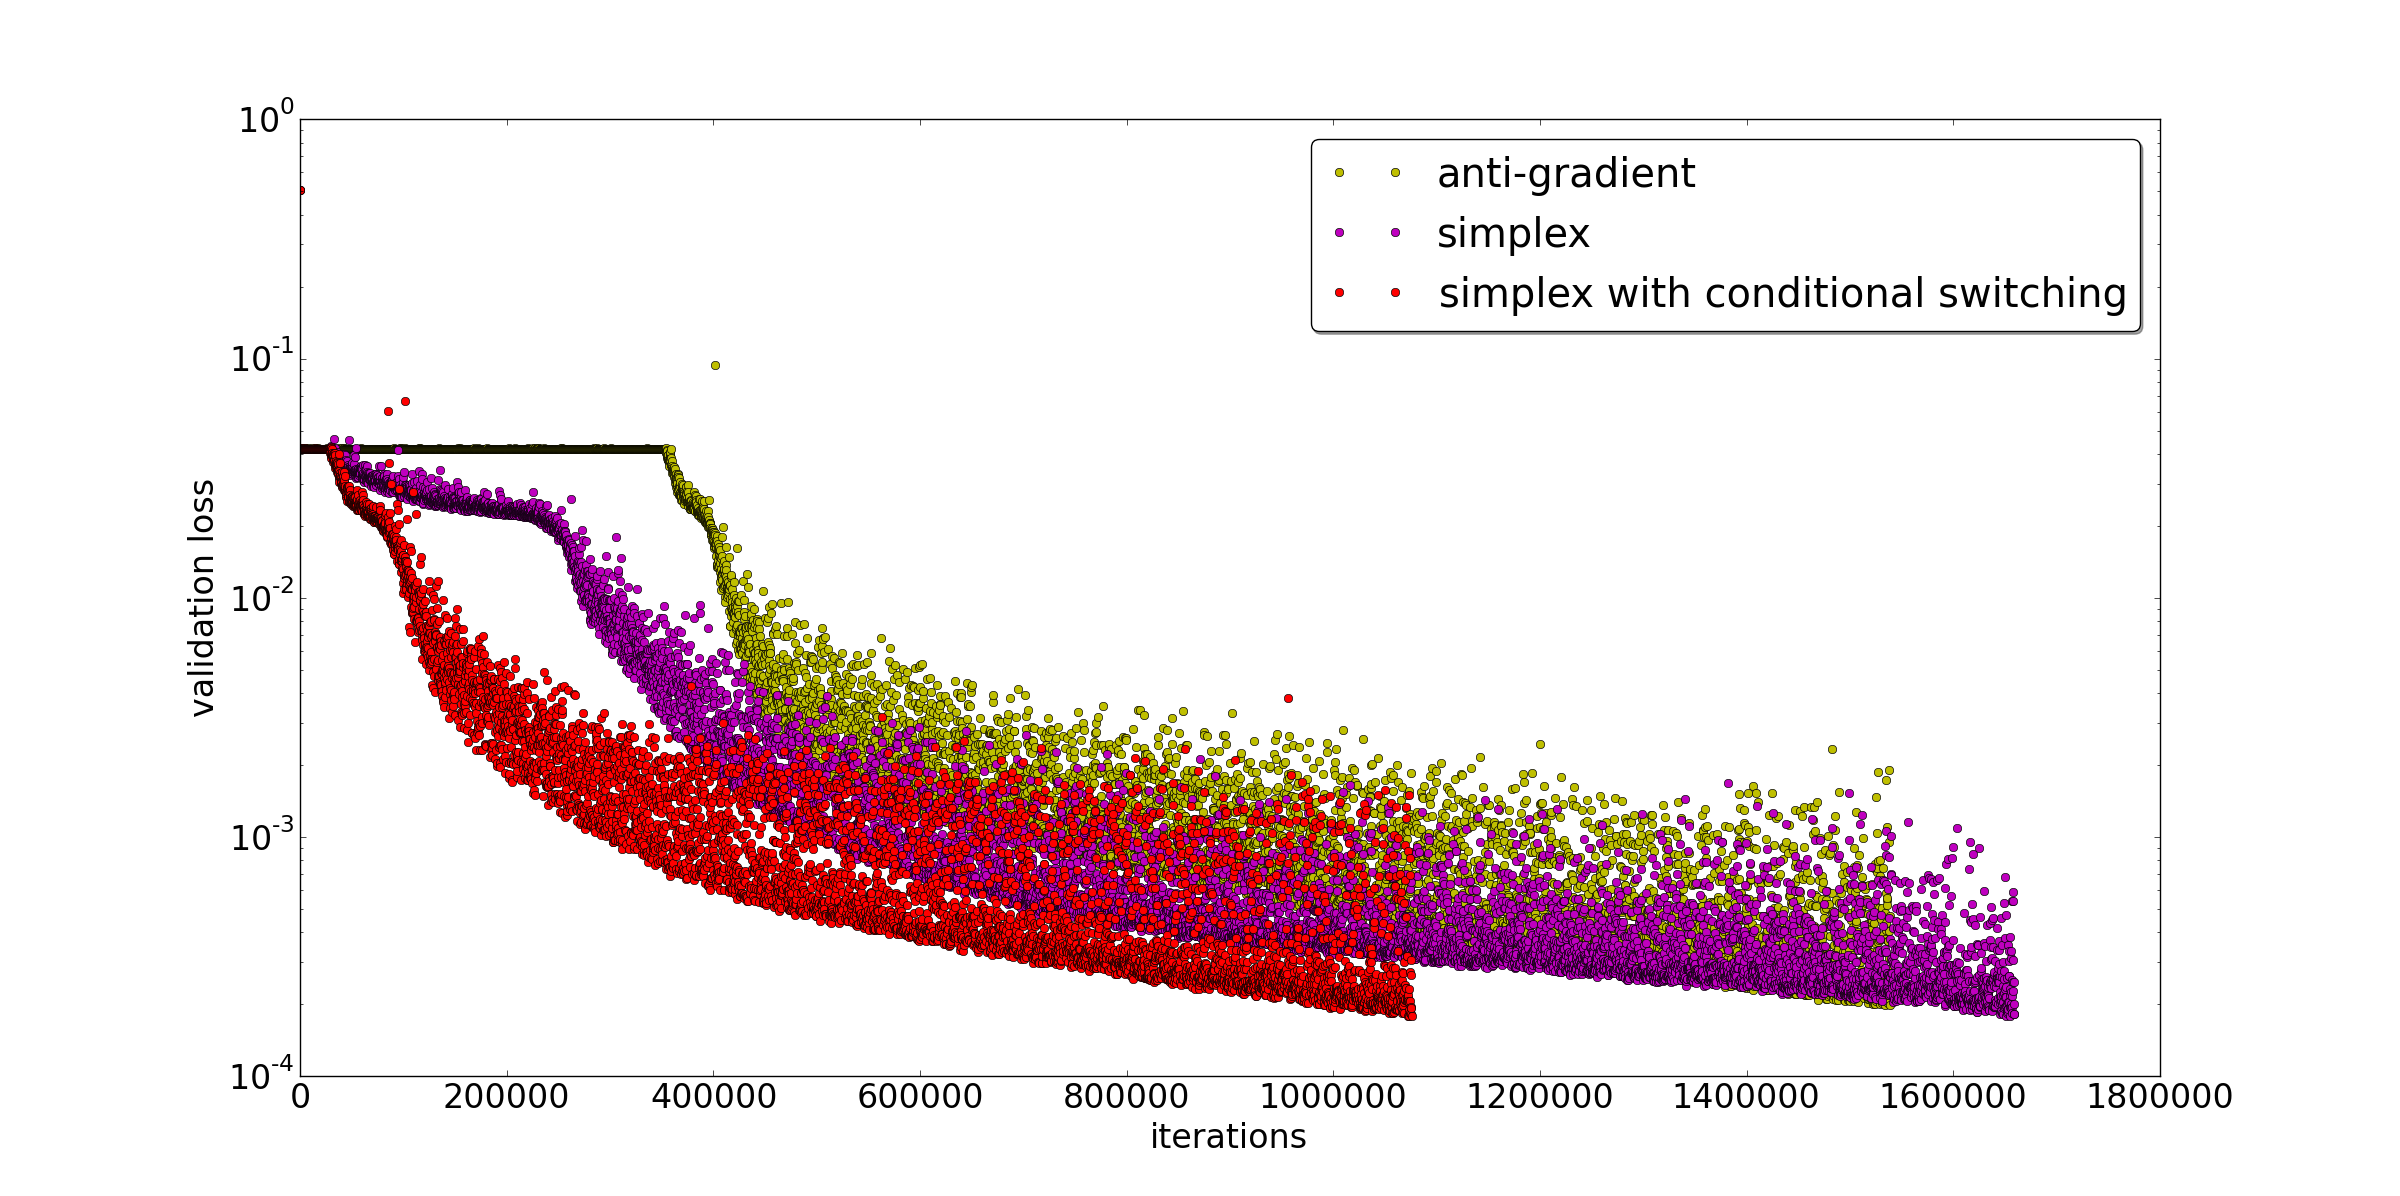 anti-gradient
simplex
simplex with conditional switching
10^0
10^-1
10^-2
10^-3
10^-4
validation loss
0 200000 400000 600000 800000 1000000 1200000 1400000 1600000 1800000
iterations